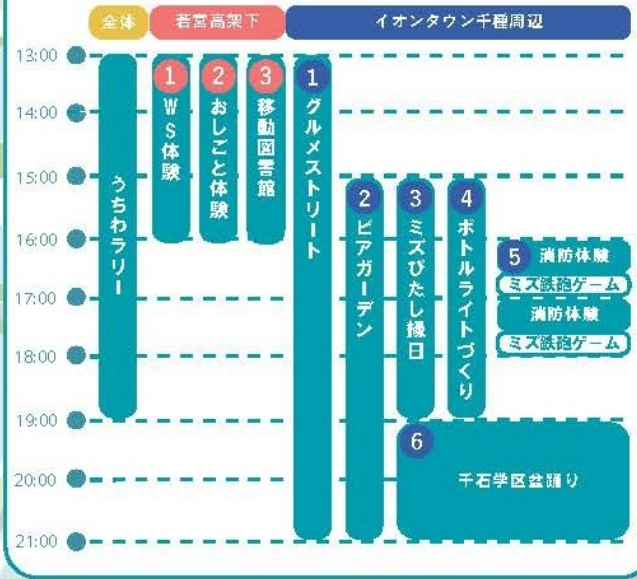 全体
若宮高架下
イオンタウン千種周辺
13:00
14:00
15:00
16:00
17:00
18:00
19:00
20:00
21:00
うちわラリー
1 WS体験
2 おしごと体験
3 移動図書館
1 グルメストリート
2 ビアガーデン
3 ミズびたし縁日
4 ボトルライトづくり
5 消防体験
ミズ鉄砲ゲーム
消防体験
ミズ鉄砲ゲーム
6
千石学区盆踊り